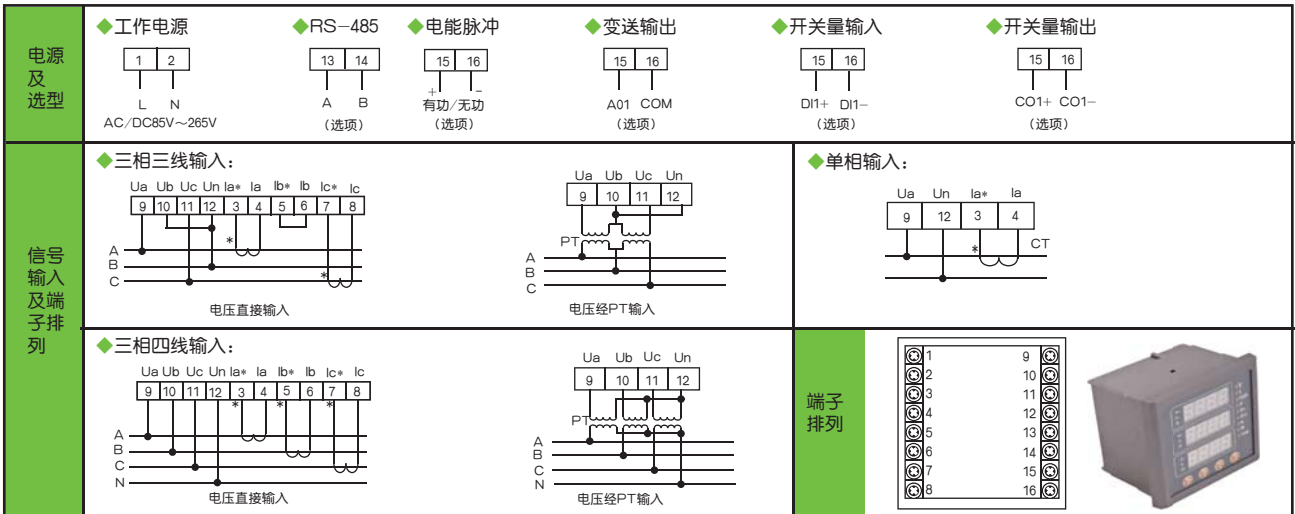 电源
及
选型
◆工作电源
1 2
L N
AC/DC85V～265V
◆RS-485
13 14
A B
(选项)
◆电能脉冲
15 16
+ -
有功/无功
(选项)
◆变送输出
15 16
A01 COM
(选项)
◆开关量输入
15 16
DI1+ DI1-
(选项)
◆开关量输出
15 16
CO1+ CO1-
(选项)
信号
输入
及端
子排
列
◆三相三线输入：
Ua Ub Uc Un Ia* Ia Ib* Ib Ic* Ic
9 10 11 12 3 4 5 6 7 8
*
*
A
B
C
电压直接输入
Ua Ub Uc Un
9 10 11 12
PT
A
B
C
电压经PT输入
◆单相输入：
Ua Un Ia* Ia
9 12 3 4
* CT
◆三相四线输入：
Ua Ub Uc Un Ia* Ia Ib* Ib Ic* Ic
9 10 11 12 3 4 5 6 7 8
* * *
A
B
C
N
电压直接输入
Ua Ub Uc Un
9 10 11 12
PT
A
B
C
N
电压经PT输入
端子
排列
1 9
2 10
3 11
4 12
5 13
6 14
7 15
8 16